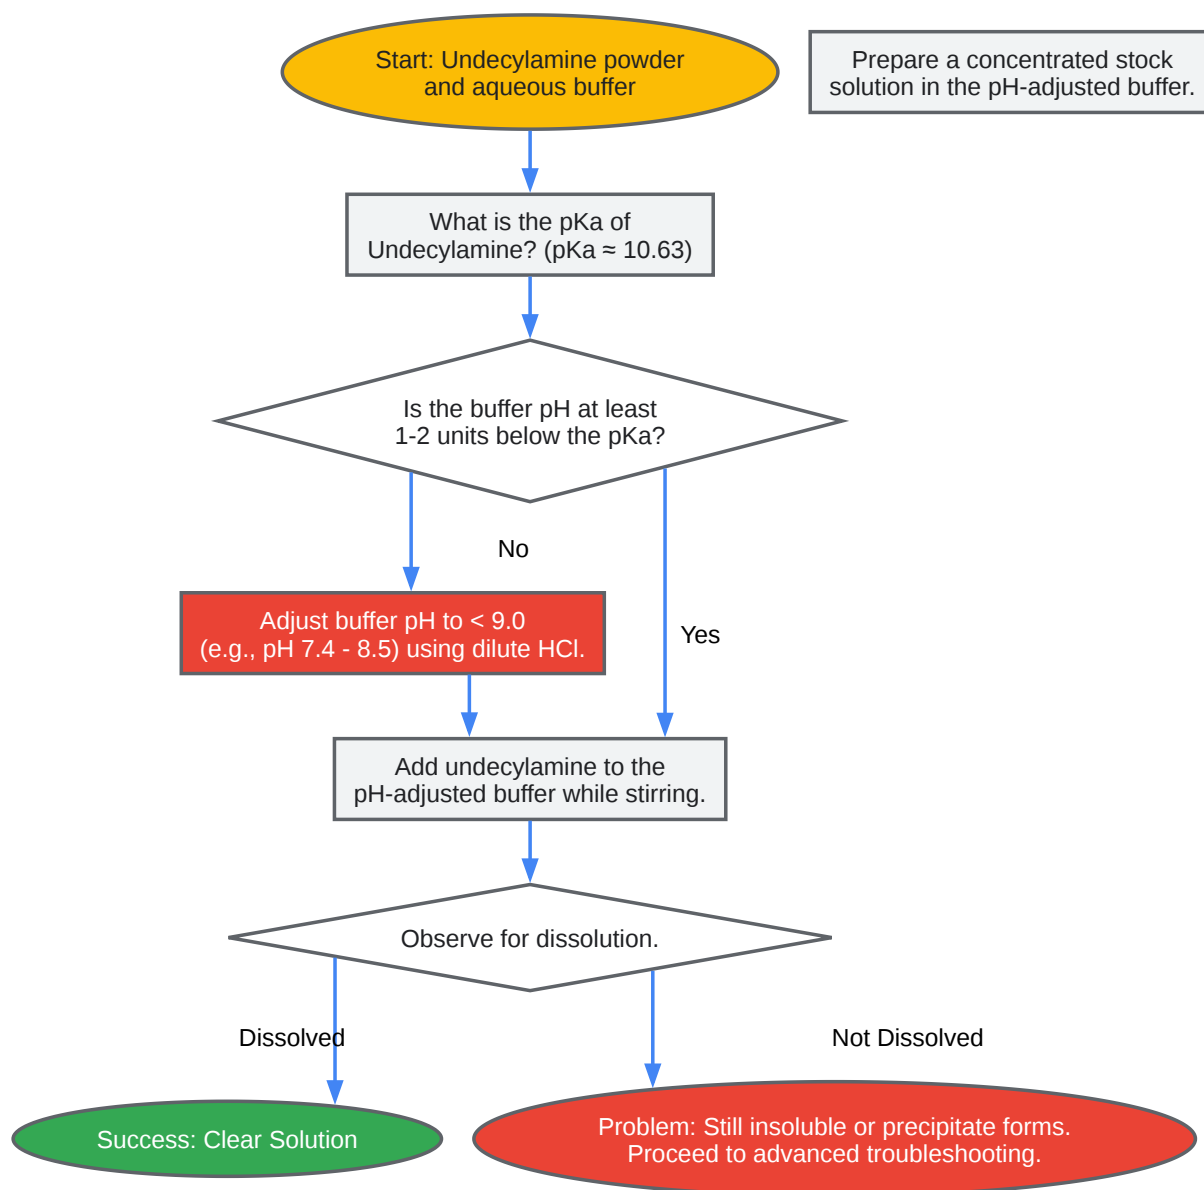 Start: Undecylamine powder
and aqueous buffer
Prepare a concentrated stock
solution in the pH-adjusted buffer.
What is the pKa of
Undecylamine? (pKa ≈ 10.63)
Is the buffer pH at least
1-2 units below the pKa?
No
Adjust buffer pH to < 9.0
(e.g., pH 7.4 - 8.5) using dilute HCl.
Yes
Add undecylamine to the
pH-adjusted buffer while stirring.
Observe for dissolution.
Dissolved
Not Dissolved
Success: Clear Solution
Problem: Still insoluble or precipitate forms.
Proceed to advanced troubleshooting.